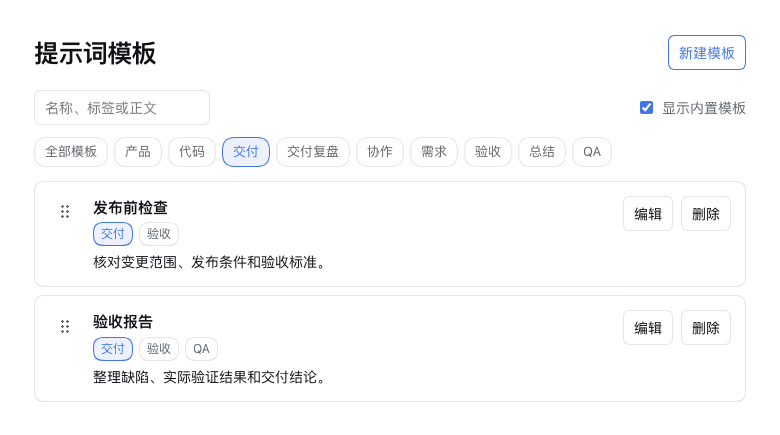 提示词模板
新建模板
名称、标签或正文
显示内置模板
全部模板 产品 代码 交付 交付复盘 协作 需求 验收 总结 QA
发布前检查
编辑 删除
交付 验收
核对变更范围、发布条件和验收标准。
验收报告
编辑 删除
交付 验收 QA
整理缺陷、实际验证结果和交付结论。